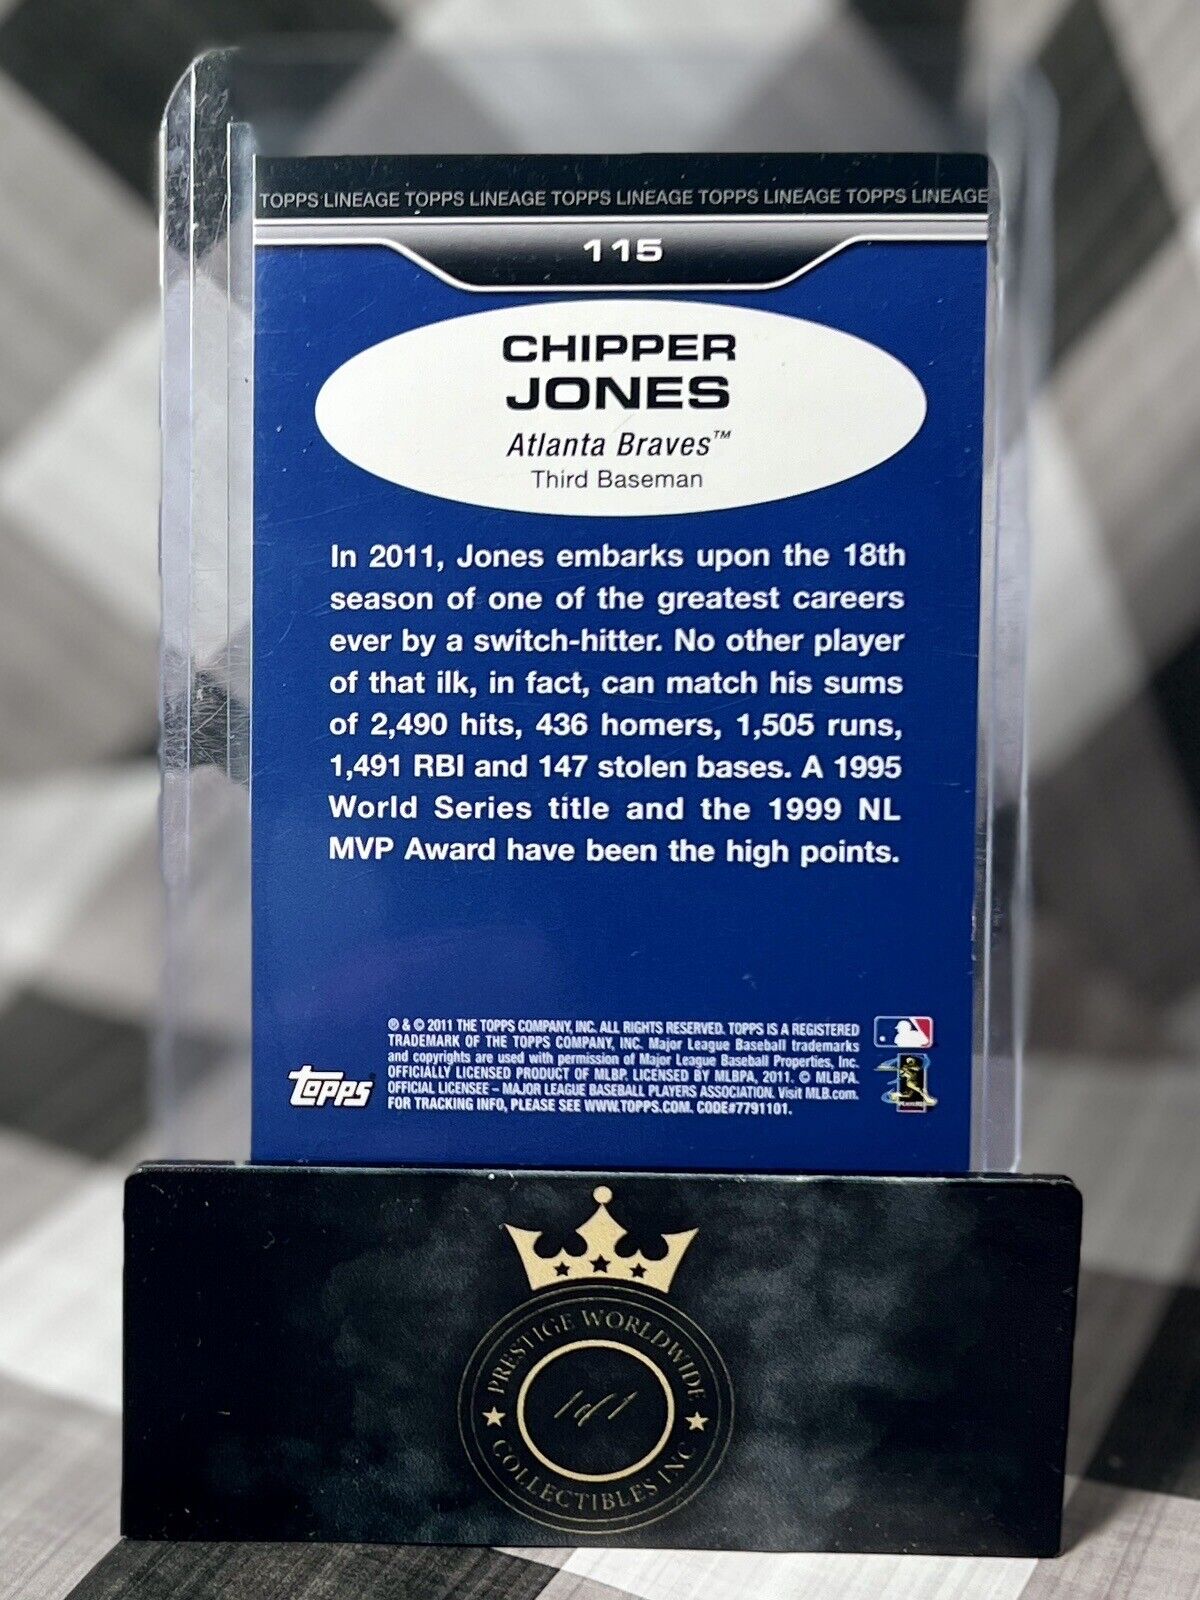 TOPPS LINEAGE TOPPS LINEAGE TOPPS LINEAGE TOPPS LINEAGE TOPPS LINEAGE
115
CHIPPER
JONES
Atlanta Braves™
Third Baseman
In 2011, Jones embarks upon the 18th
season of one of the greatest careers
ever by a switch-hitter. No other player
of that ilk, in fact, can match his sums
of 2,490 hits, 436 homers, 1,505 runs,
1,491 RBI and 147 stolen bases. A 1995
World Series title and the 1999 NL
MVP Award have been the high points.
® & © 2011 THE TOPPS COMPANY, INC. ALL RIGHTS RESERVED. TOPPS IS A REGISTERED
TRADEMARK OF THE TOPPS COMPANY, INC. Major League Baseball trademarks
and copyrights are used with permission of Major League Baseball Properties, Inc.
OFFICIALLY LICENSED PRODUCT OF MLBP. LICENSED BY MLBPA, 2011. © MLBPA.
OFFICIAL LICENSEE – MAJOR LEAGUE BASEBALL PLAYERS ASSOCIATION. Visit MLB.com.
FOR TRACKING INFO, PLEASE SEE WWW.TOPPS.COM. CODE#7791101.
topps®
PRESTIGE WORLDWIDE
1of1
COLLECTIBLES INC